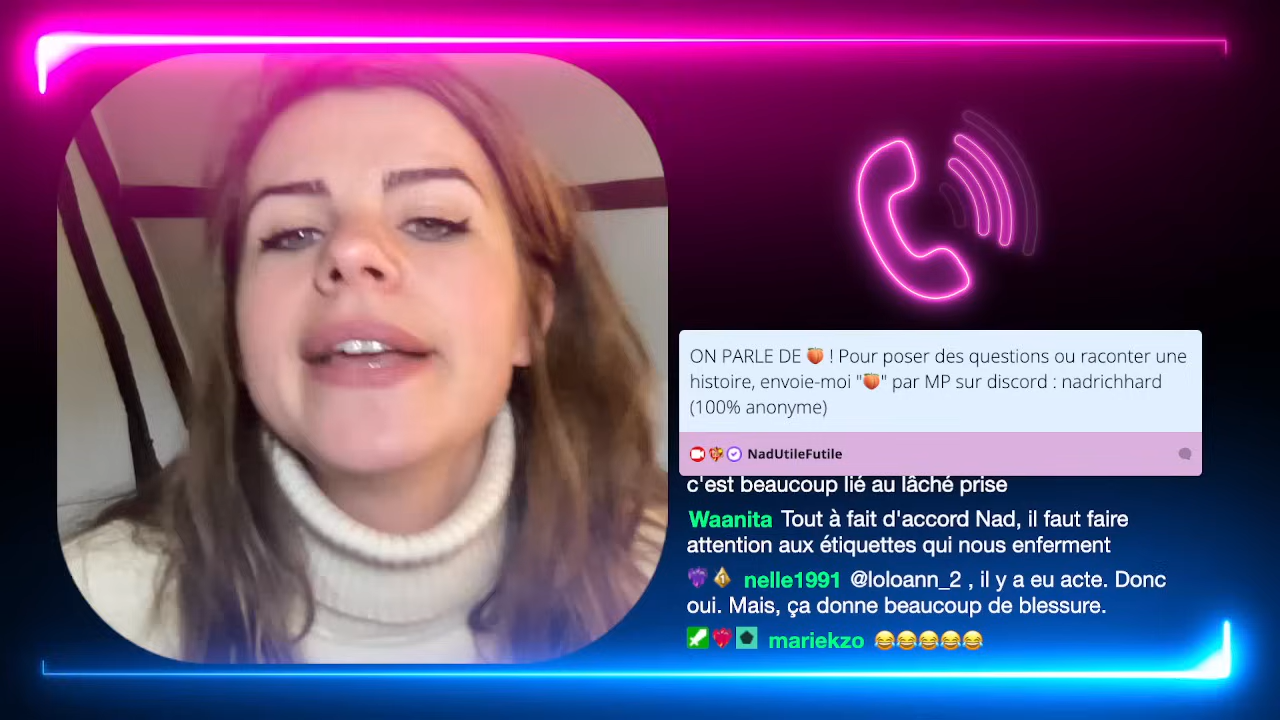 ON PARLE DE 🍑 ! Pour poser des questions ou raconter une
histoire, envoie-moi "🍑" par MP sur discord : nadrichhard
(100% anonyme)
NadUtileFutile
c'est beaucoup lié au lâché prise
Waanita Tout à fait d'accord Nad, il faut faire
attention aux étiquettes qui nous enferment
nelle1991 @loloann_2 , il y a eu acte. Donc
oui. Mais, ça donne beaucoup de blessure.
mariekzo 😂😂😂😂😂